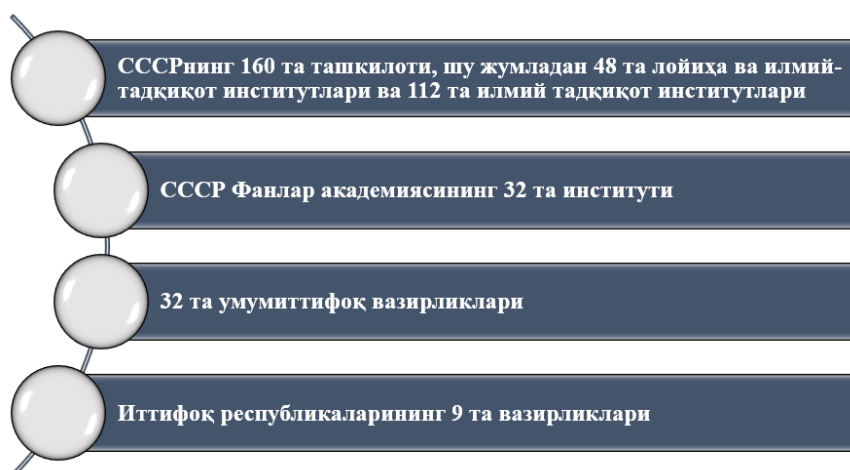 СССРнинг 160 та ташкилоти, шу жумладан 48 та лойиҳа ва илмий-
тадқиқот институтлари ва 112 та илмий тадқиқот институтлари
СССР Фанлар академиясининг 32 та институти
32 та умумиттифоқ вазирликлари
Иттифоқ республикаларининг 9 та вазирликлари